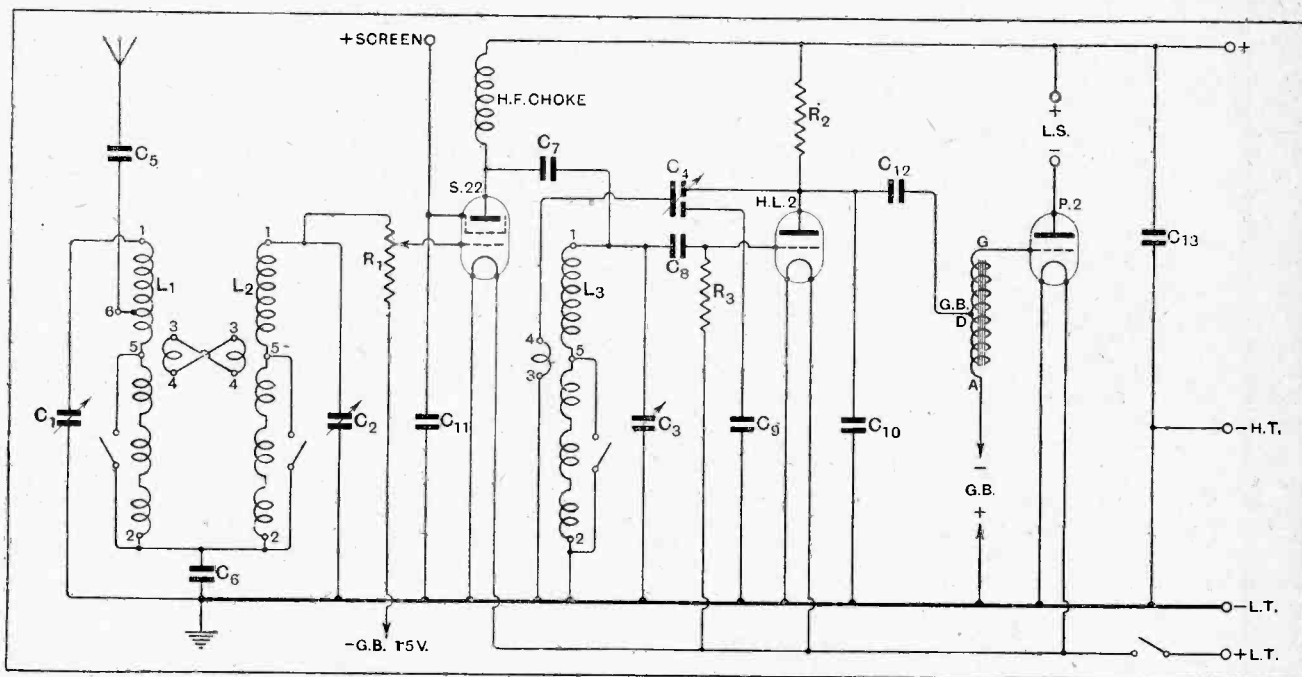 +SCREEN
+
H.F. CHOKE
R2
+
L.S.
-
C5
C7
C4
C12
S.22
H.L.2
P.2
C13
1
1
R1
1
C8
G
L1
L2
L3
R3
G.B.
D
6
3
3
5
5
4
4
4
5
3
A
C1
C2
C11
C3
C9
C10
-H.T.
-
G.B.
+
2
2
2
C6
-L.T.
-G.B. 1·5V.
+L.T.